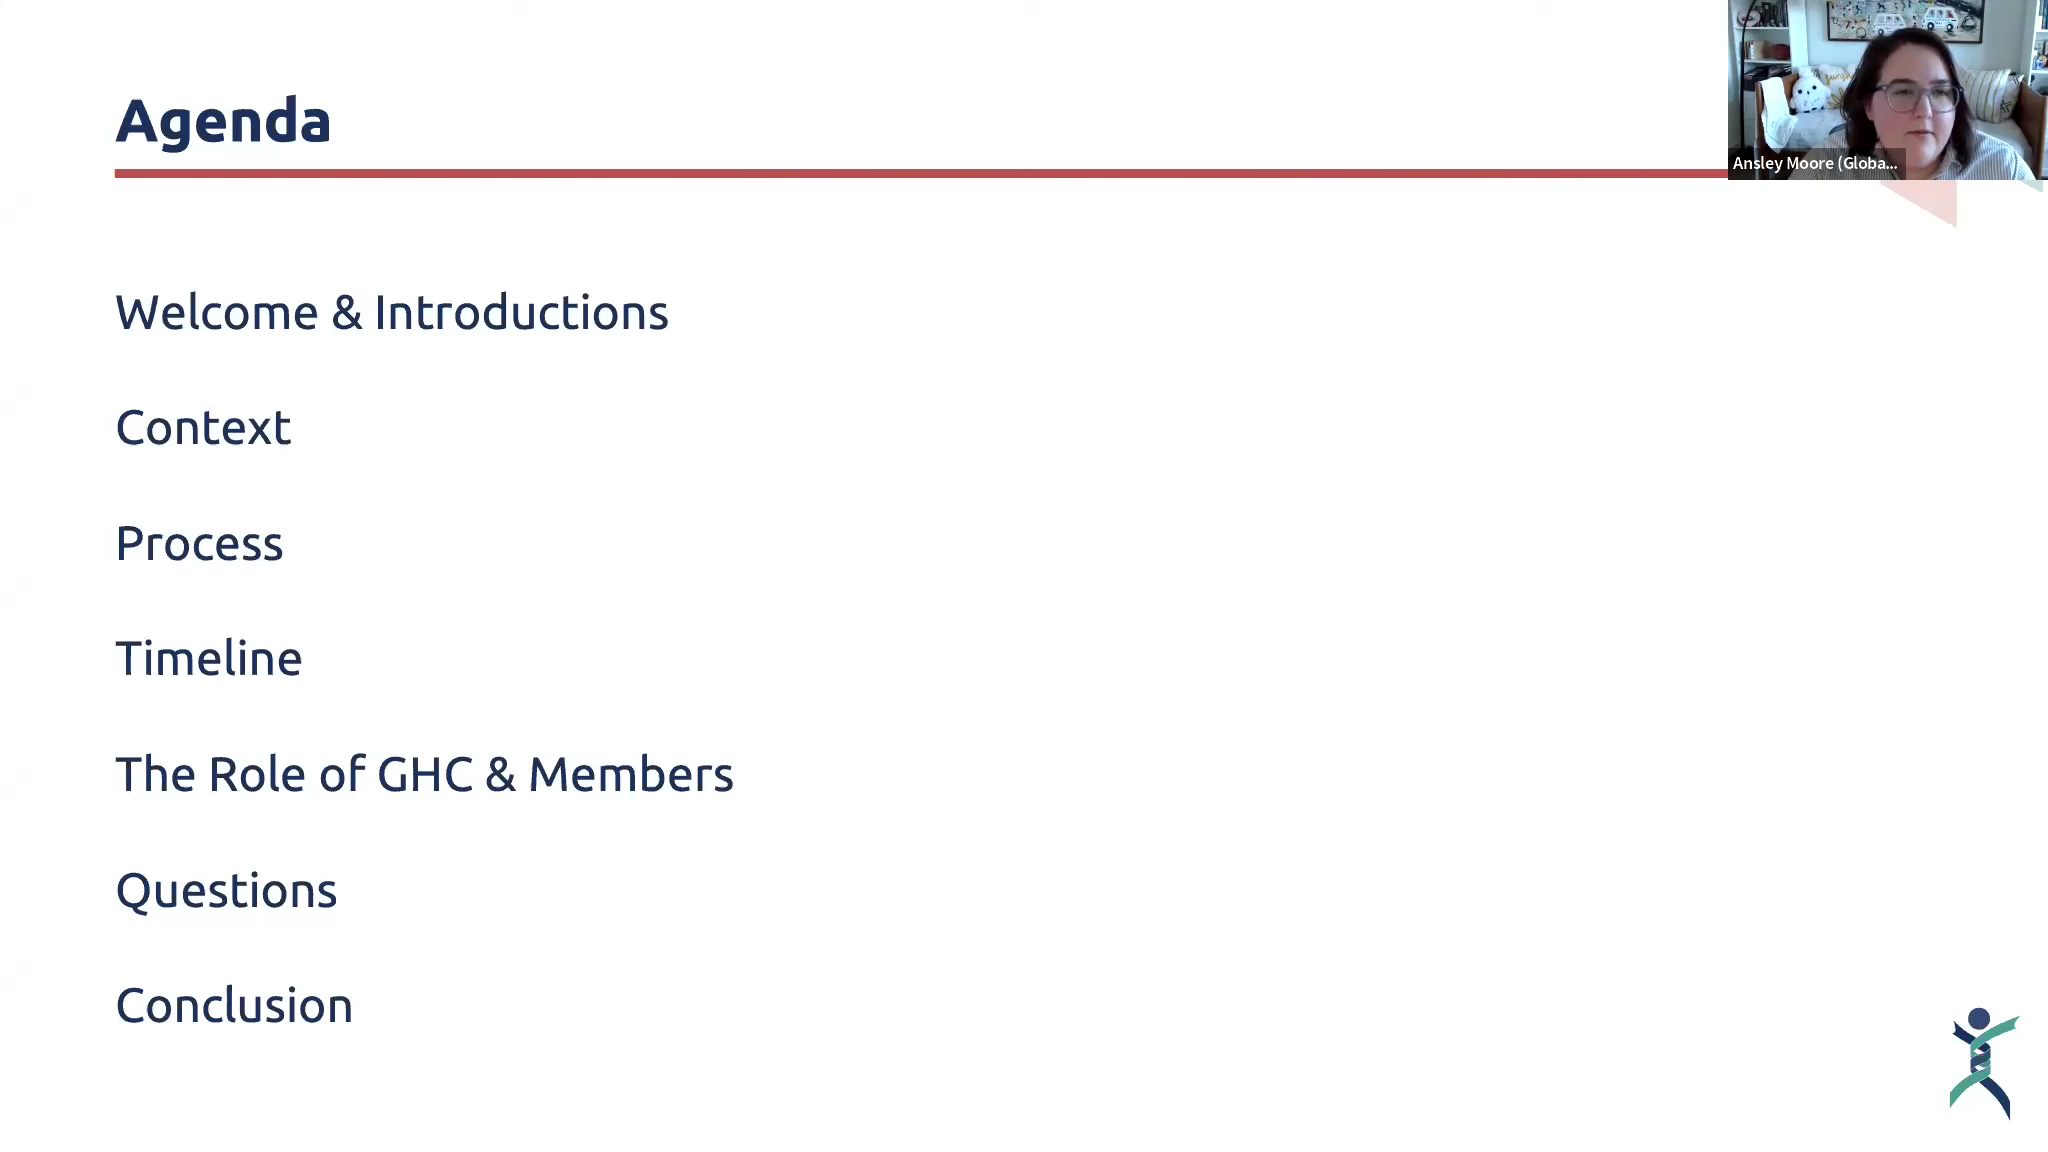 Agenda
Ansley Moore (Globa...
Welcome & Introductions
Context
Process
Timeline
The Role of GHC & Members
Questions
Conclusion